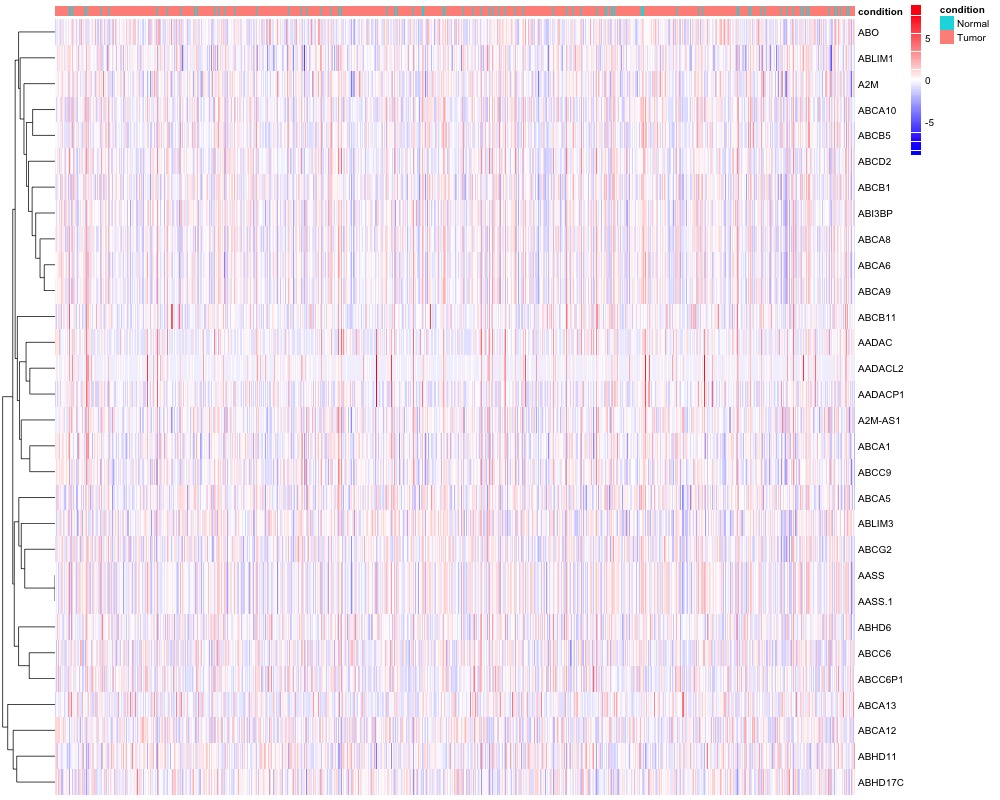 condition
ABO
ABLIM1
A2M
ABCA10
ABCB5
ABCD2
ABCB1
ABI3BP
ABCA8
ABCA6
ABCA9
ABCB11
AADAC
AADACL2
AADACP1
A2M-AS1
ABCA1
ABCC9
ABCA5
ABLIM3
ABCG2
AASS
AASS.1
ABHD6
ABCC6
ABCC6P1
ABCA13
ABCA12
ABHD11
ABHD17C
5
0
-5
condition
Normal
Tumor